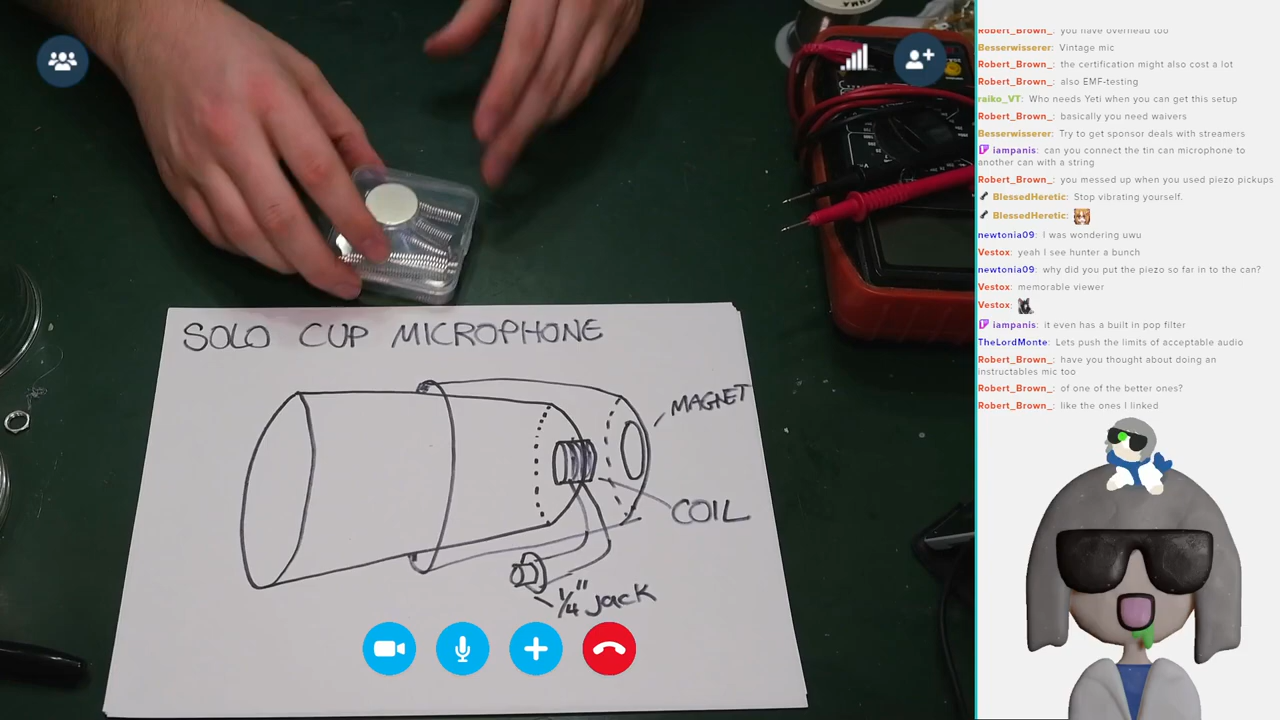 SOLO CUP MICROPHONE
MAGNET
COIL
1/4" Jack
Robert_Brown_: you have overhead too
Besserwisserer: Vintage mic
Robert_Brown_: the certification might also cost a lot
Robert_Brown_: also EMF-testing
raiko_VT: Who needs Yeti when you can get this setup
Robert_Brown_: basically you need waivers
Besserwisserer: Try to get sponsor deals with streamers
iampanis: can you connect the tin can microphone to
another can with a string
Robert_Brown_: you messed up when you used piezo pickups
BlessedHeretic: Stop vibrating yourself.
BlessedHeretic:
newtonia09: I was wondering uwu
Vestox: yeah I see hunter a bunch
newtonia09: why did you put the piezo so far in to the can?
Vestox: memorable viewer
Vestox:
iampanis: it even has a built in pop filter
TheLordMonte: Lets push the limits of acceptable audio
Robert_Brown_: have you thought about doing an
instructables mic too
Robert_Brown_: of one of the better ones?
Robert_Brown_: like the ones I linked